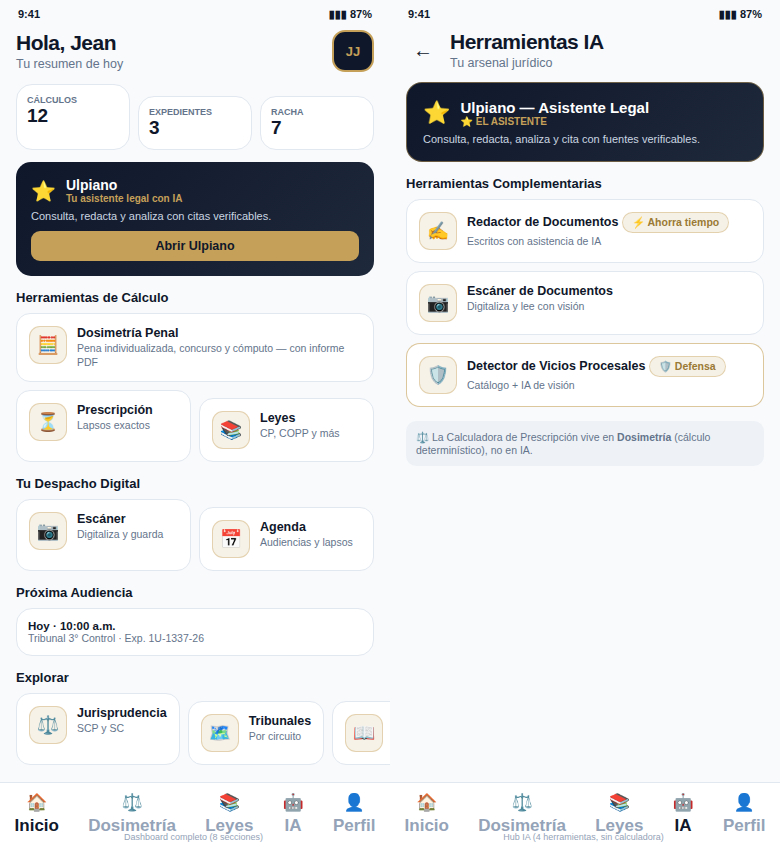 9:41 87%
Hola, Jean
Tu resumen de hoy
JJ
CÁLCULOS
12
EXPEDIENTES
3
RACHA
7
Ulpiano
Tu asistente legal con IA
Consulta, redacta y analiza con citas verificables.
Abrir Ulpiano
Herramientas de Cálculo
Dosimetría Penal
Pena individualizada, concurso y cómputo — con informe
PDF
Prescripción
Lapsos exactos
Leyes
CP, COPP y más
Tu Despacho Digital
Escáner
Digitaliza y guarda
Agenda
Audiencias y lapsos
Próxima Audiencia
Hoy · 10:00 a.m.
Tribunal 3° Control · Exp. 1U-1337-26
Explorar
Jurisprudencia
SCP y SC
Tribunales
Por circuito
Inicio Dosimetría Leyes IA Perfil
Dashboard completo (8 secciones)
9:41 87%
← Herramientas IA
Tu arsenal jurídico
Ulpiano — Asistente Legal
⭐ EL ASISTENTE
Consulta, redacta, analiza y cita con fuentes verificables.
Herramientas Complementarias
Redactor de Documentos ⚡ Ahorra tiempo
Escritos con asistencia de IA
Escáner de Documentos
Digitaliza y lee con visión
Detector de Vicios Procesales 🛡️ Defensa
Catálogo + IA de visión
⚖️ La Calculadora de Prescripción vive en Dosimetría (cálculo
determinístico), no en IA.
Inicio Dosimetría Leyes IA Perfil
Hub IA (4 herramientas, sin calculadora)